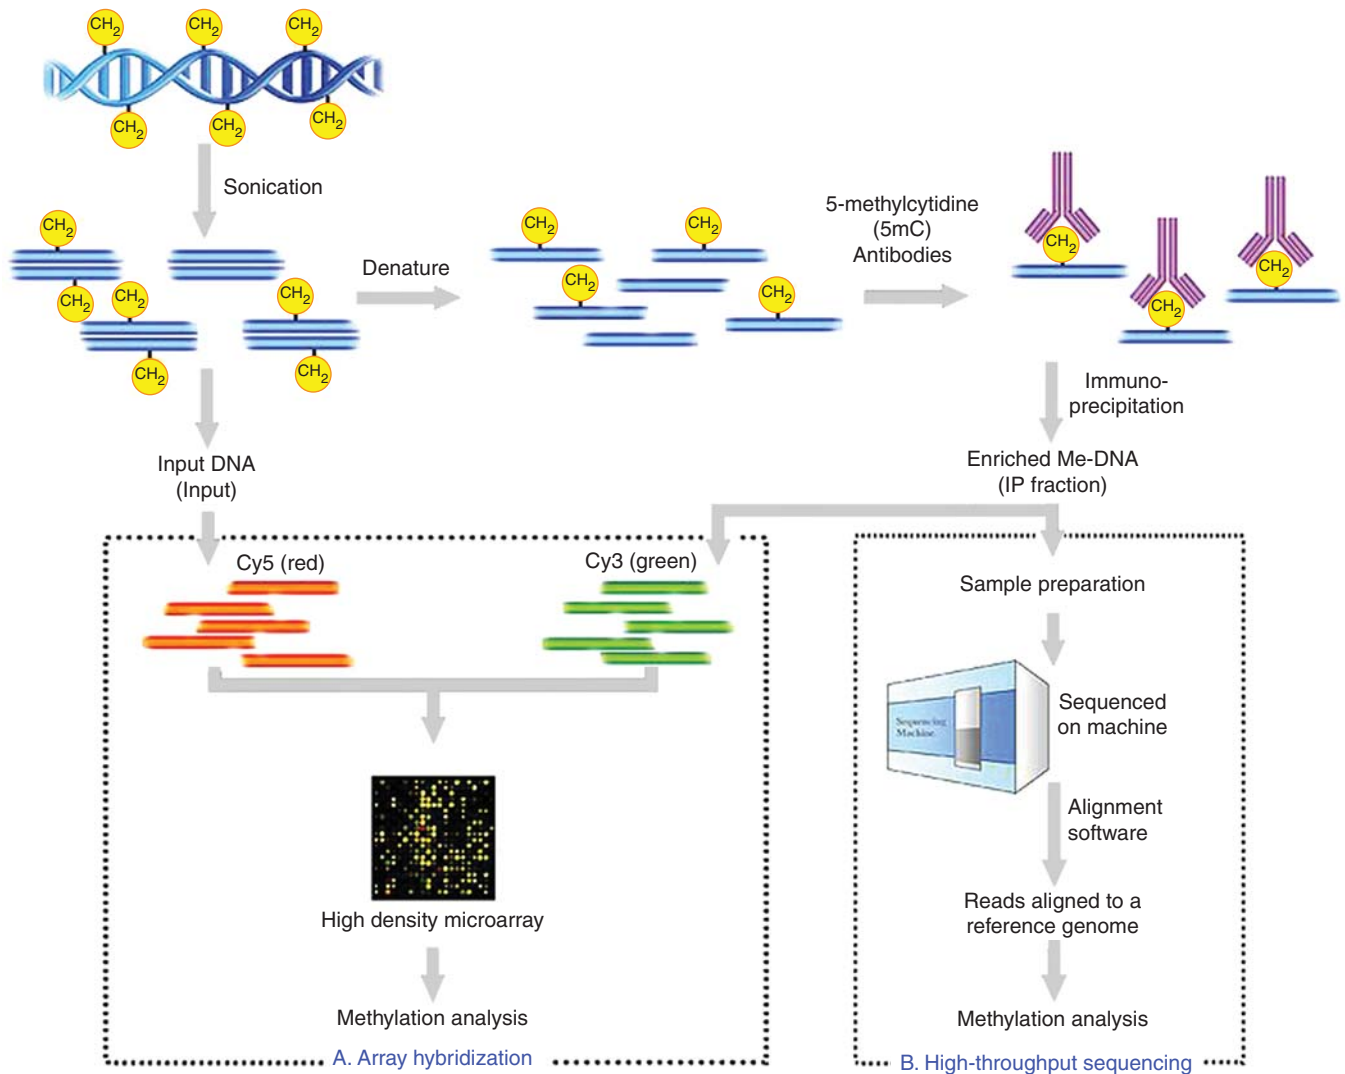 CH2
CH2
CH2
CH2
CH2
CH2
Sonication
CH2
CH2
CH2
CH2
CH2
CH2
Denature
CH2
CH2
CH2
CH2
5-methylcytidine
(5mC)
Antibodies
CH2
CH2
CH2
Immuno-
precipitation
Input DNA
(Input)
Enriched Me-DNA
(IP fraction)
Cy5 (red)
Cy3 (green)
High density microarray
Methylation analysis
A. Array hybridization
Sample preparation
Sequencing
Machine
Sequenced
on machine
Alignment
software
Reads aligned to a
reference genome
Methylation analysis
B. High-throughput sequencing